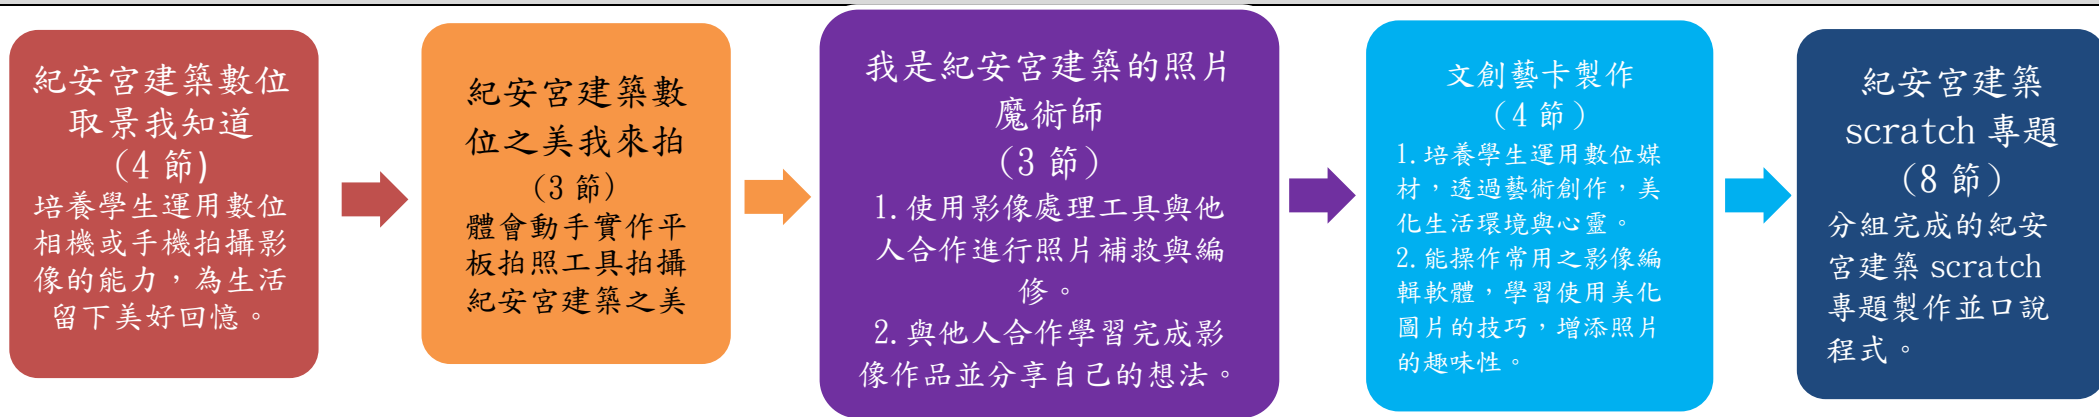 紀安宮建築數位
取景我知道
(4 節)
培養學生運用數位
相機或手機拍攝影
像的能力，為生活
留下美好回憶。
紀安宮建築數
位之美我來拍
（3 節）
體會動手實作平
板拍照工具拍攝
紀安宮建築之美
我是紀安宮建築的照片
魔術師
（3 節）
1.使用影像處理工具與他
人合作進行照片補救與編
修。
2.與他人合作學習完成影
像作品並分享自己的想法。
文創藝卡製作
（4 節）
1.培養學生運用數位媒
材，透過藝術創作，美
化生活環境與心靈。
2.能操作常用之影像編
輯軟體，學習使用美化
圖片的技巧，增添照片
的趣味性。
紀安宮建築
scratch 專題
（8 節）
分組完成的紀安
宮建築 scratch
專題製作並口說
程式。